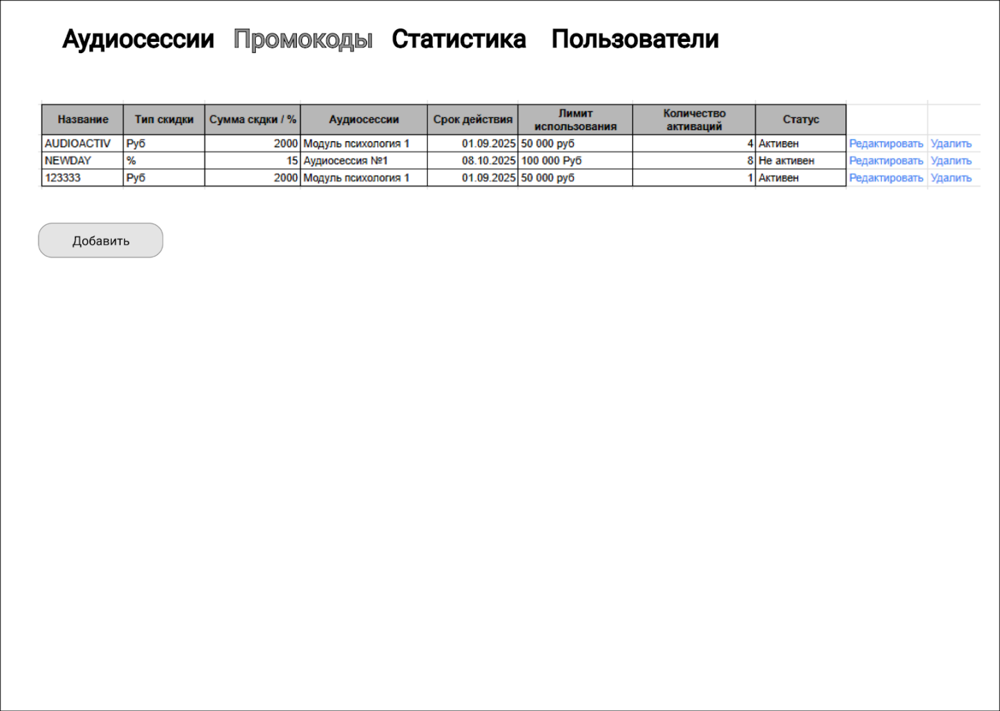 Аудиосессии Промокоды Статистика Пользователи
Название Тип скидки Сумма скдки / % Аудиосессии Срок действия Лимит использования Количество активаций Статус
AUDIOACTIV Руб 2000 Модуль психология 1 01.09.2025 50 000 руб 4 Активен Редактировать Удалить
NEWDAY % 15 Аудиосессия №1 08.10.2025 100 000 Руб 8 Не активен Редактировать Удалить
123333 Руб 2000 Модуль психология 1 01.09.2025 50 000 руб 1 Активен Редактировать Удалить
Добавить